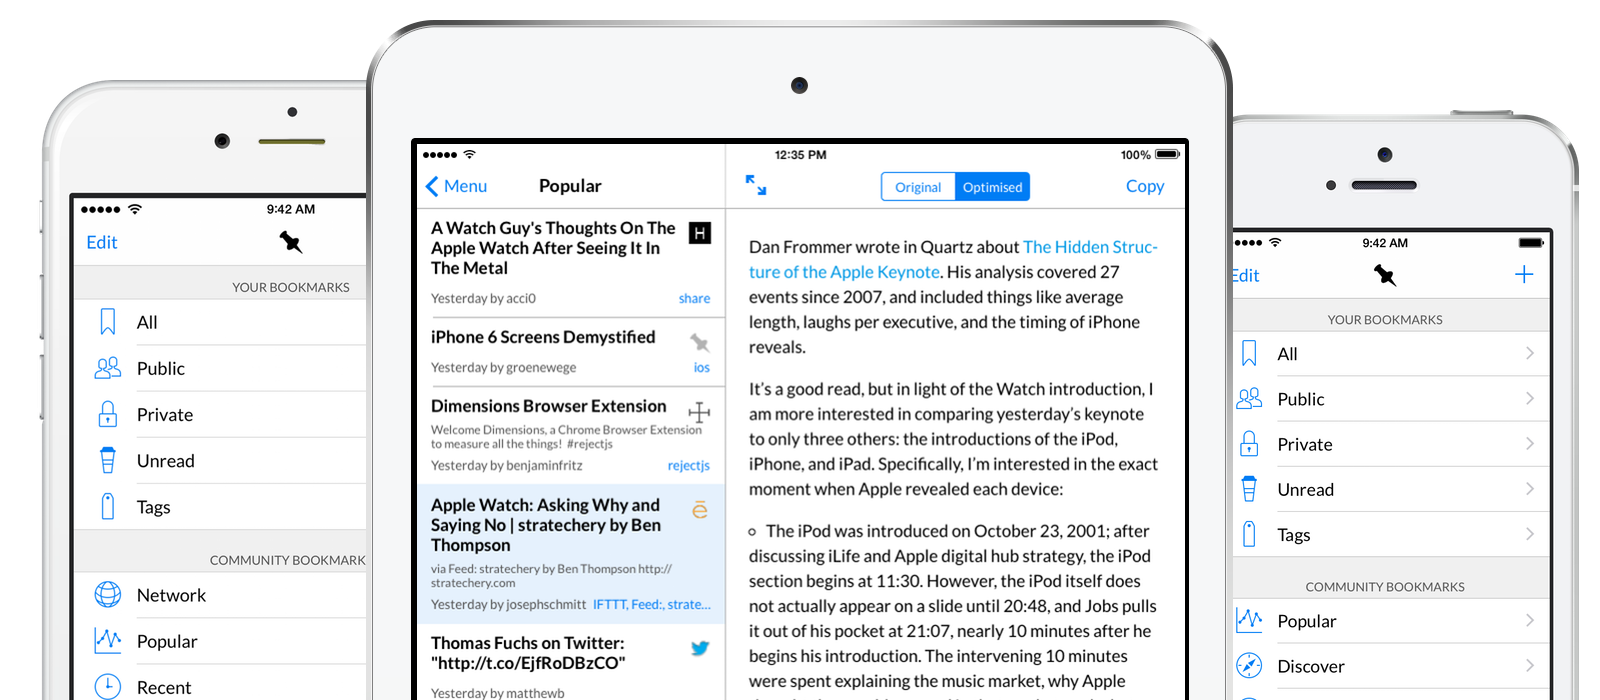 9:42 AM
Edit
YOUR BOOKMARKS
All
Public
Private
Unread
Tags
COMMUNITY BOOKMARK
Network
Popular
Recent
12:35 PM
100%
Menu
Popular
Original
Optimised
Copy
A Watch Guy's Thoughts On The
Apple Watch After Seeing It In
The Metal
H
Yesterday by acci0
share
iPhone 6 Screens Demystified
Yesterday by groenewege
ios
Dimensions Browser Extension
Welcome Dimensions, a Chrome Browser Extension
to measure all the things! #rejectjs
Yesterday by benjaminfritz
rejectjs
Apple Watch: Asking Why and
Saying No | stratechery by Ben
Thompson
ē
via Feed: stratechery by Ben Thompson http://
stratechery.com
Yesterday by josephschmitt
IFTTT, Feed:, strate...
Thomas Fuchs on Twitter:
"http://t.co/EjfRoDBzCO"
Yesterday by matthewb
Dan Frommer wrote in Quartz about The Hidden Struc-
ture of the Apple Keynote. His analysis covered 27
events since 2007, and included things like average
length, laughs per executive, and the timing of iPhone
reveals.
It's a good read, but in light of the Watch introduction, I
am more interested in comparing yesterday's keynote
to only three others: the introductions of the iPod,
iPhone, and iPad. Specifically, I'm interested in the exact
moment when Apple revealed each device:
The iPod was introduced on October 23, 2001; after
discussing iLife and Apple digital hub strategy, the iPod
section begins at 11:30. However, the iPod itself does
not actually appear on a slide until 20:48, and Jobs pulls
it out of his pocket at 21:07, nearly 10 minutes after he
begins his introduction. The intervening 10 minutes
were spent explaining the music market, why Apple
9:42 AM
Edit
YOUR BOOKMARKS
All
Public
Private
Unread
Tags
COMMUNITY BOOKMARKS
Popular
Discover